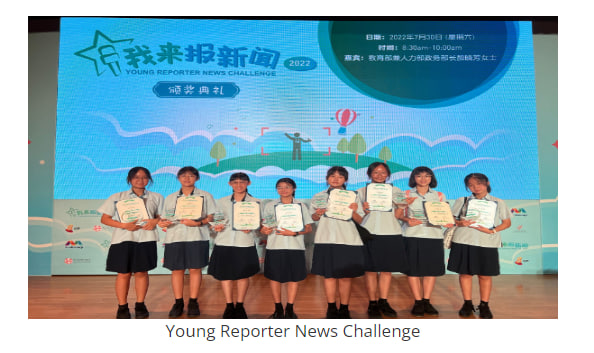 我来报新闻 2022
YOUNG REPORTER NEWS CHALLENGE
颁奖典礼
日期：2022年7月30日（星期六）
时间：8:30am-10:00am
嘉宾：教育部兼人力部政务部长颜晓芳女士
Young Reporter News Challenge